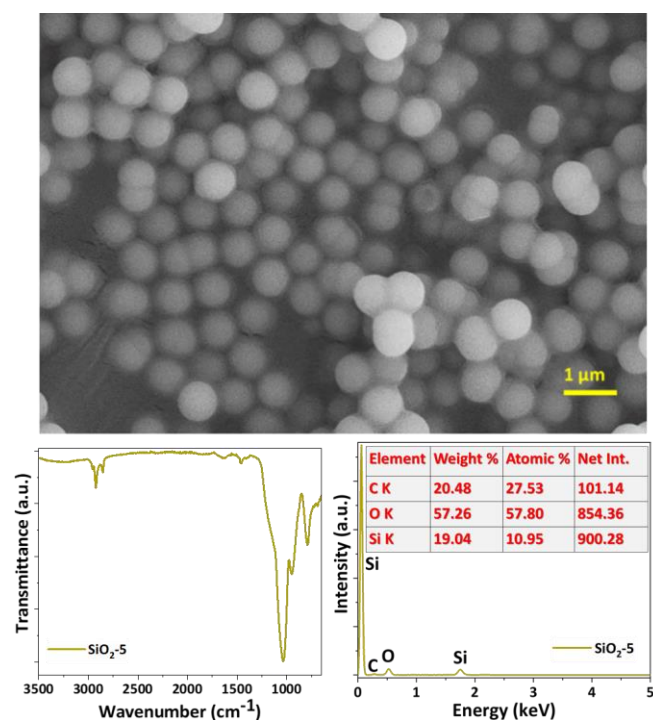 1 μm
Transmittance (a.u.)
SiO₂-5
3500 3000 2500 2000 1500 1000
Wavenumber (cm⁻¹)
Intensity (a.u.)
Element Weight % Atomic % Net Int.
C K 20.48 27.53 101.14
O K 57.26 57.80 854.36
Si K 19.04 10.95 900.28
Si
C O Si
SiO₂-5
0 1 2 3 4 5
Energy (keV)